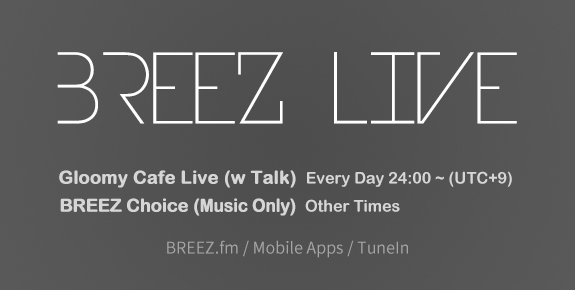 BREEZ LIVE
Gloomy Cafe Live (w Talk) Every Day 24:00 ~ (UTC+9)
BREEZ Choice (Music Only) Other Times
BREEZ.fm / Mobile Apps / TuneIn